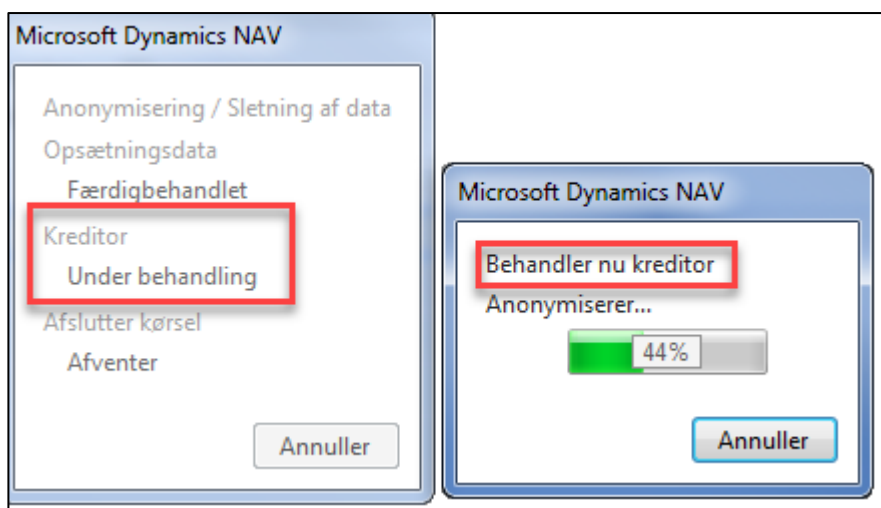 Microsoft Dynamics NAV
Anonymisering / Sletning af data
Opsætningsdata
Færdigbehandlet
Kreditor
Under behandling
Afslutter kørsel
Afventer
Annuller
Microsoft Dynamics NAV
Behandler nu kreditor
Anonymiserer...
44%
Annuller